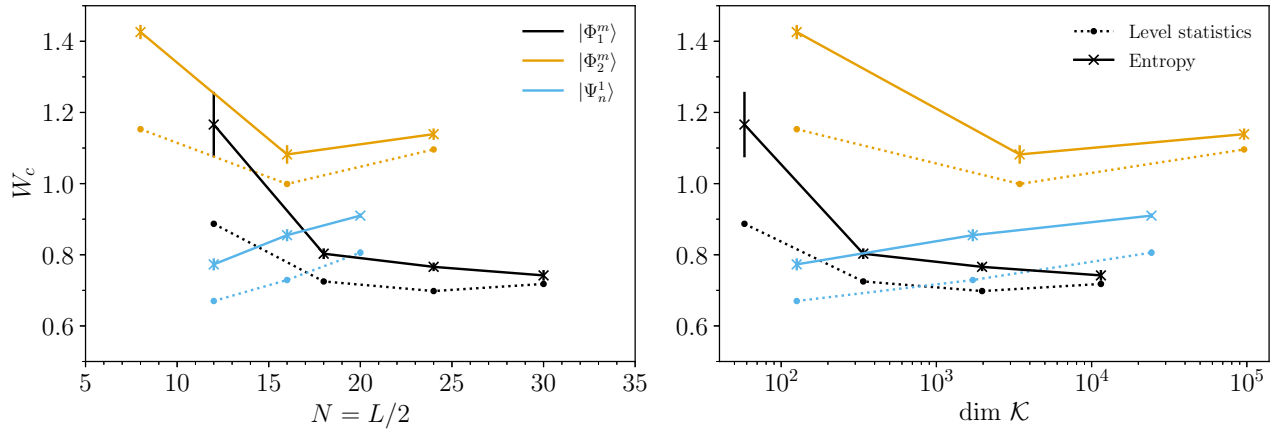 1.4
1.2
1.0
0.8
0.6
W_c
5 10 15 20 25 30 35
N = L/2
|Φ_1^m⟩
|Φ_2^m⟩
|Ψ_n^1⟩
1.4
1.2
1.0
0.8
0.6
10^2 10^3 10^4 10^5
dim 𝒦
Level statistics
Entropy